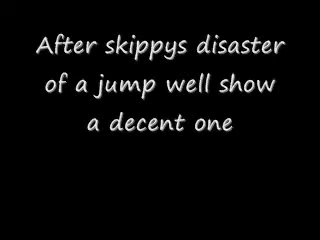 After skippys disaster
of a jump well show
a decent one